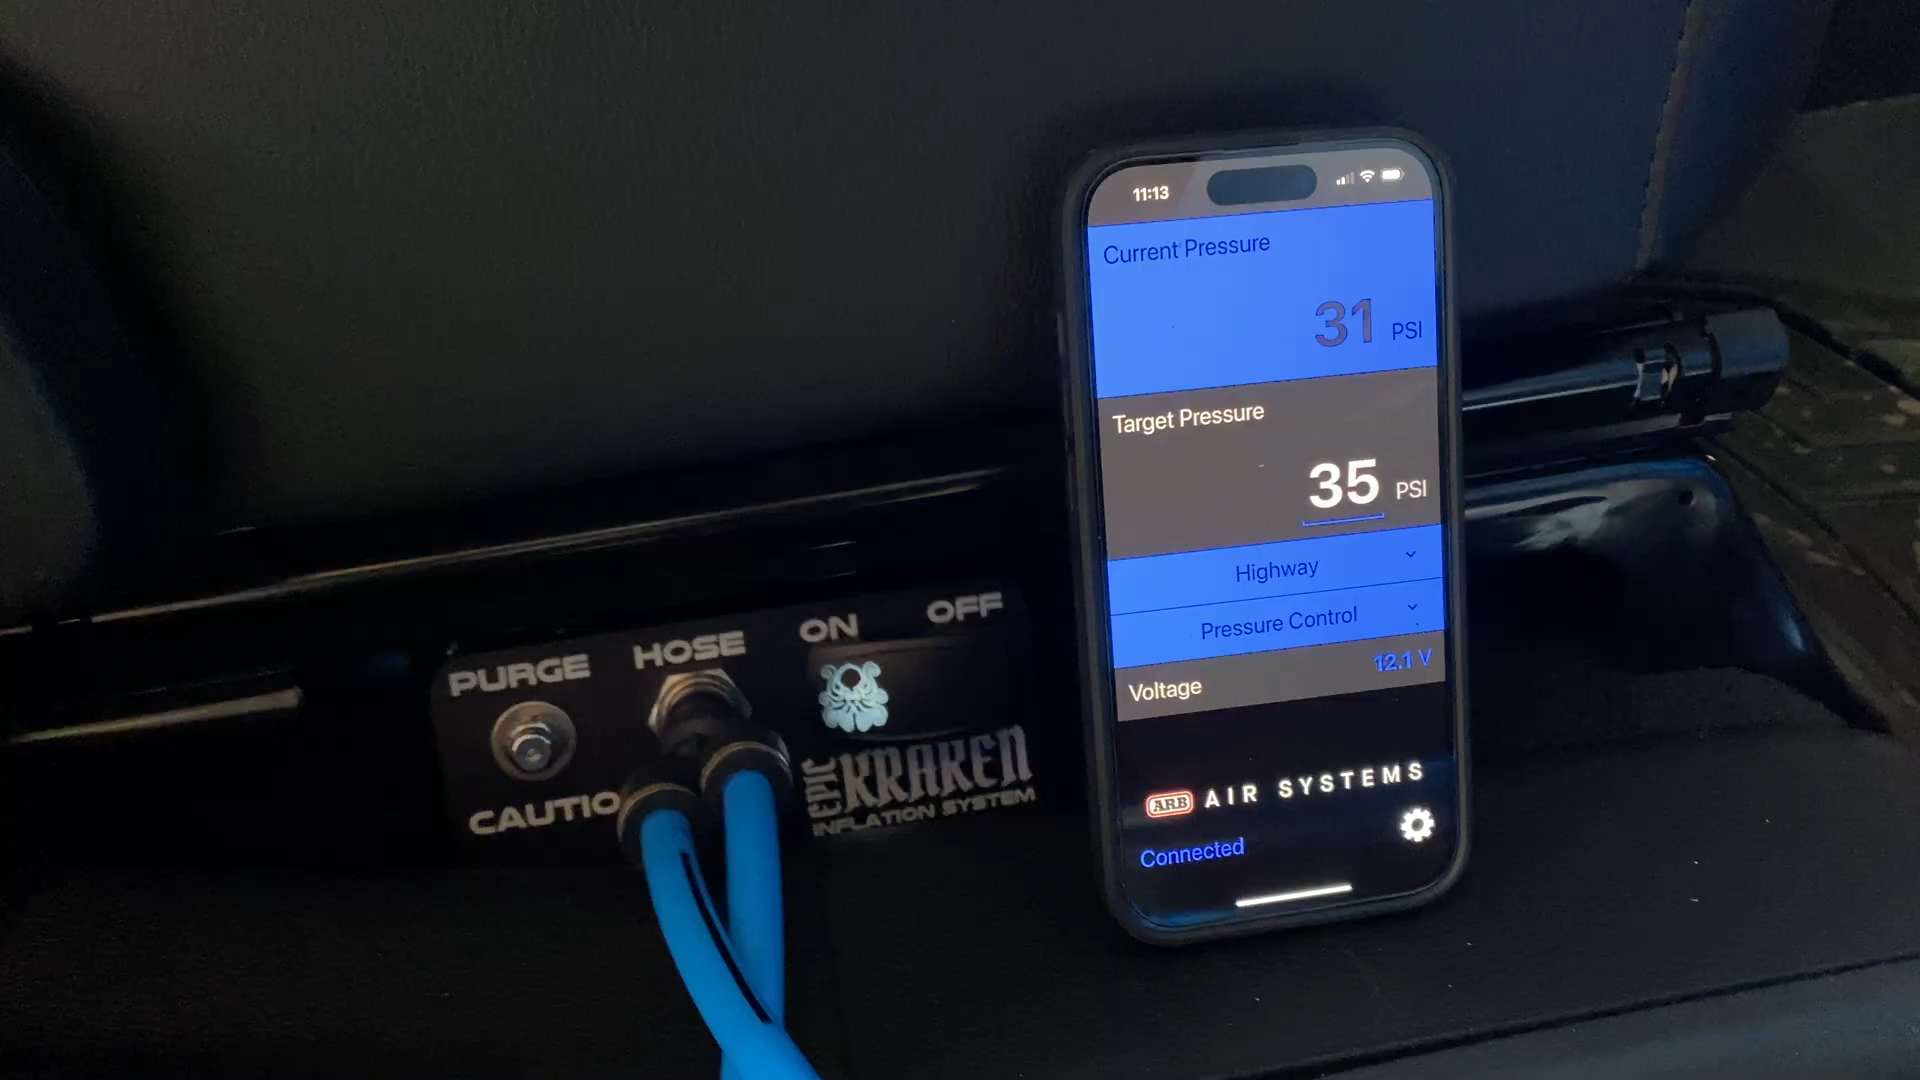 PURGE
HOSE
ON
OFF
CAUTIO
EPIC
KRAKEN
INFLATION SYSTEM
11:13
Current Pressure
31 PSI
Target Pressure
35 PSI
Highway
Pressure Control
12.1 V
Voltage
ARB AIR SYSTEMS
Connected